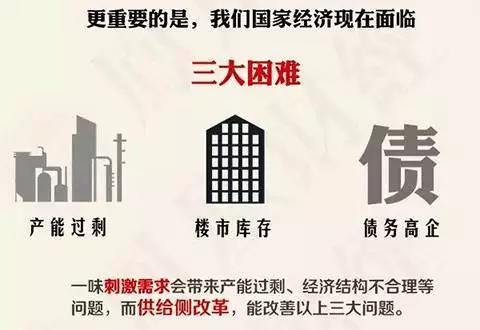 更重要的是，我们国家经济现在面临
三大困难
债
产能过剩
楼市库存
债务高企
一味刺激需求会带来产能过剩、经济结构不合理等
问题，而供给侧改革，能改善以上三大问题。